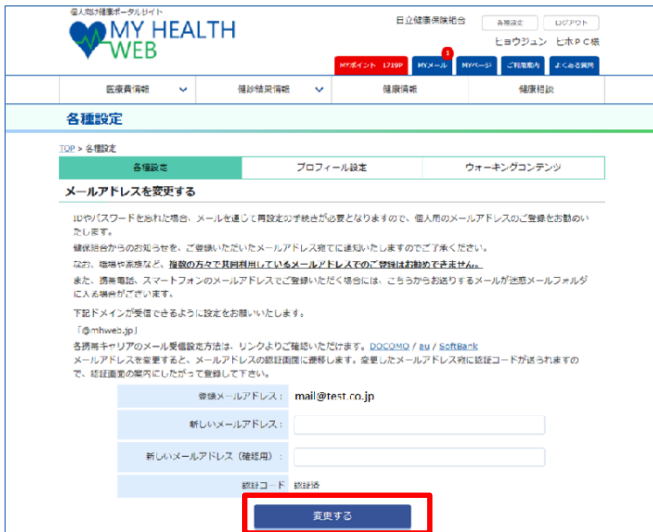 個人向け健康ポータルサイト
MY HEALTH WEB
日立健康保険組合
各種設定
ログアウト
ヒョウジュン ヒホPC様
MYポイント 1719P
MYメール
MYページ
ご利用案内
よくある質問
医療費情報
健診結果情報
健康情報
健康相談
各種設定
TOP > 各種設定
各種設定
プロフィール設定
ウォーキングコンテンツ
メールアドレスを変更する
IDやパスワードを忘れた場合、メールを通じて再設定の手続きが必要となりますので、個人用のメールアドレスのご登録をお勧めい
たします。
健保組合からのお知らせを、ご登録いただいたメールアドレス宛てに通知いたしますのでご了承ください。
なお、職場や家族など、複数の方々で共同利用しているメールアドレスでのご登録はお勧めできません。
また、携帯電話、スマートフォンのメールアドレスでご登録いただく場合には、こちらからお送りするメールが迷惑メールフォルダ
に入る場合がございます。
下記ドメインが受信できるように設定をお願いいたします。
「@mhweb.jp」
各携帯キャリアのメール受信設定方法は、リンクよりご確認いただけます。DOCOMO / au / SoftBank
メールアドレスを変更すると、メールアドレスの認証画面に遷移します。変更したメールアドレス宛に認証コードが送られますの
で、認証画面の案内にしたがって登録して下さい。
登録メールアドレス： mail@test.co.jp
新しいメールアドレス：
新しいメールアドレス（確認用）：
認証コード 認証済
変更する